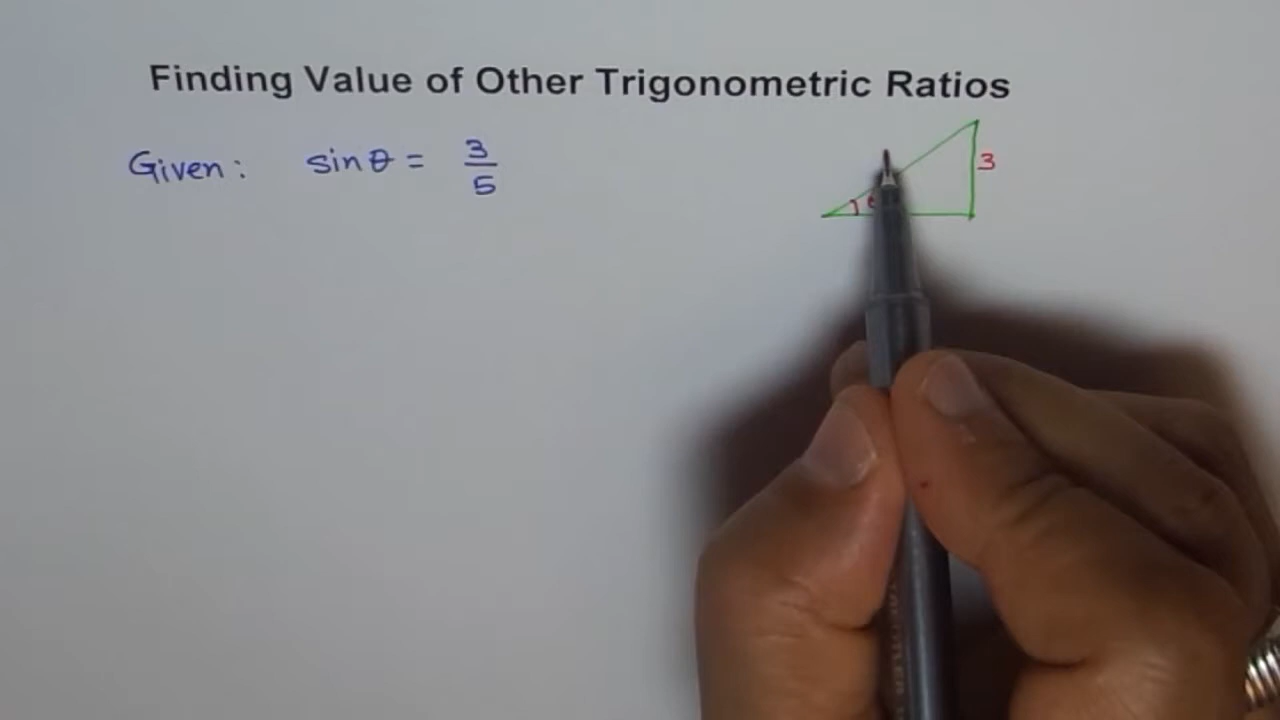 Finding Value of Other Trigonometric Ratios
Given: sin θ = 3/5
3